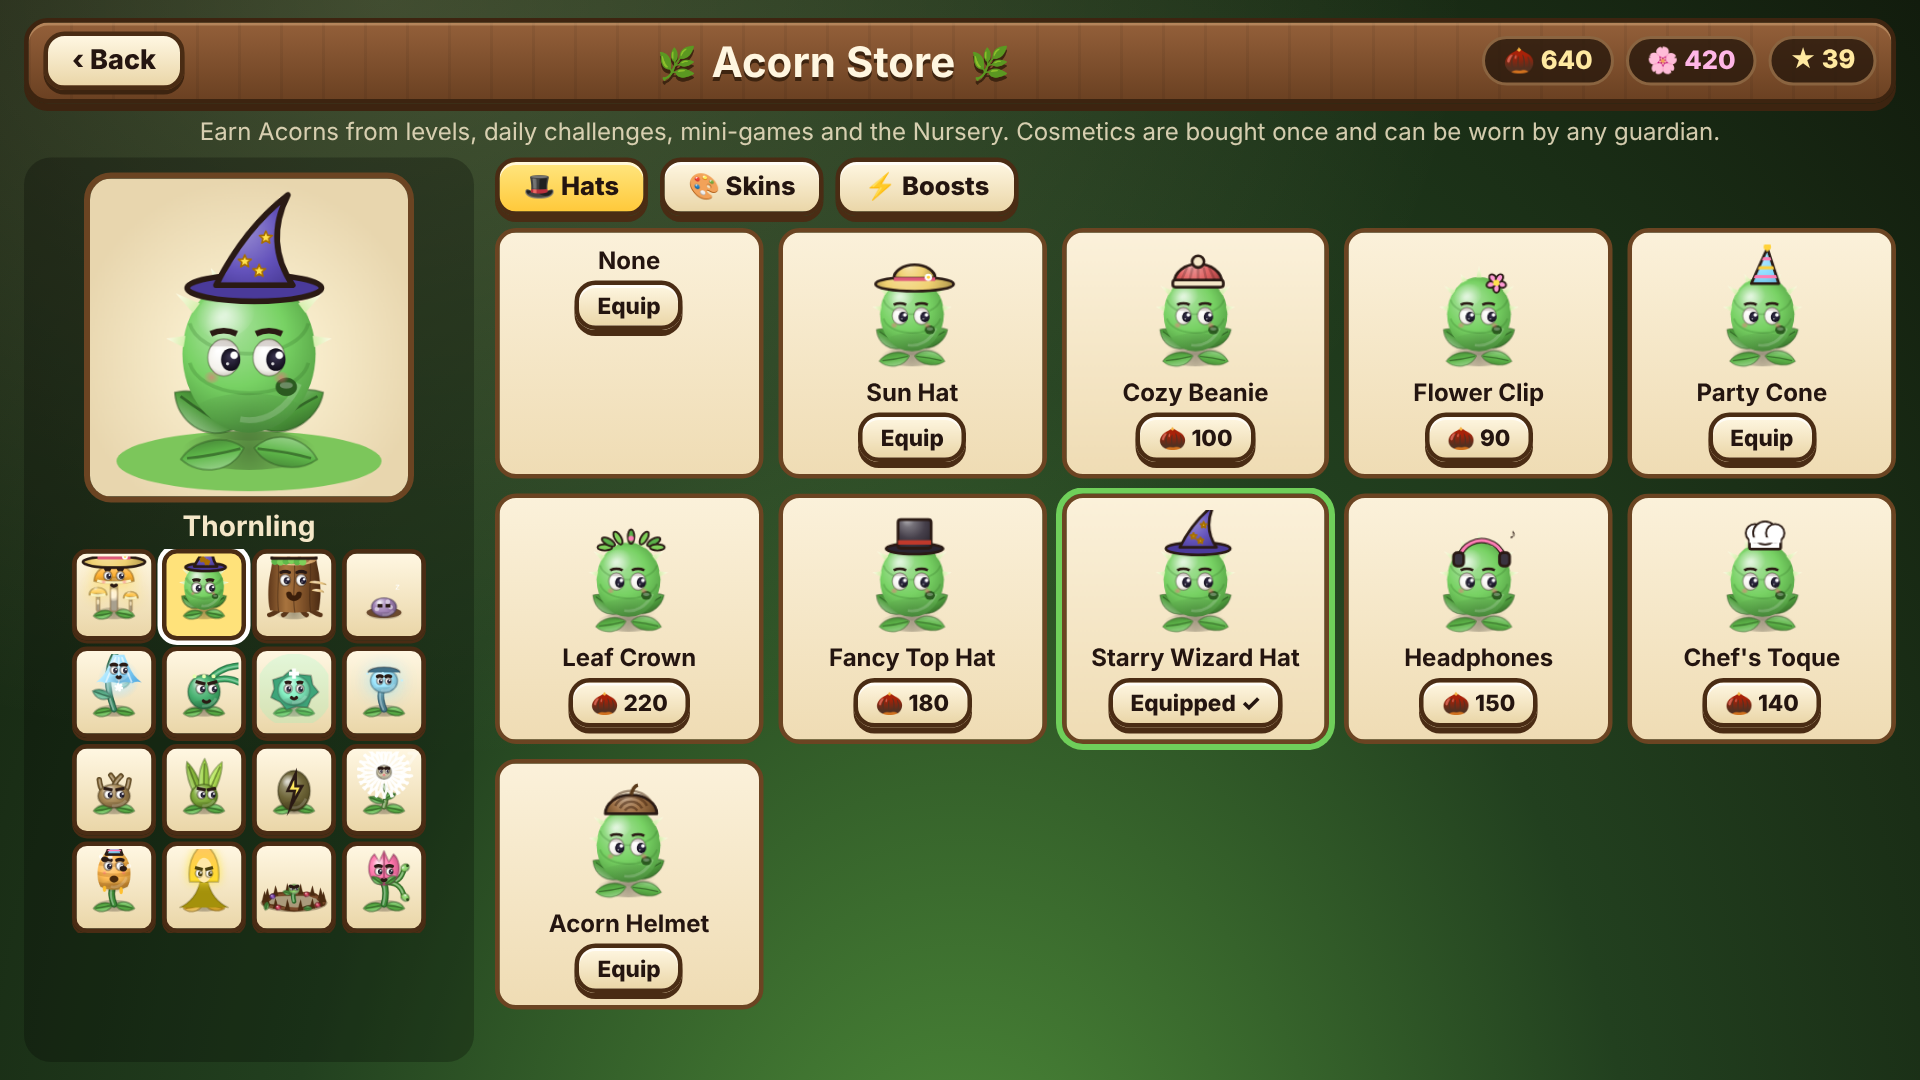 ‹ Back
Acorn Store
640
420
★ 39
Earn Acorns from levels, daily challenges, mini-games and the Nursery. Cosmetics are bought once and can be worn by any guardian.
Thornling
Hats
Skins
Boosts
None
Equip
Sun Hat
Equip
Cozy Beanie
100
Flower Clip
90
Party Cone
Equip
Leaf Crown
220
Fancy Top Hat
180
Starry Wizard Hat
Equipped ✓
Headphones
150
Chef's Toque
140
Acorn Helmet
Equip